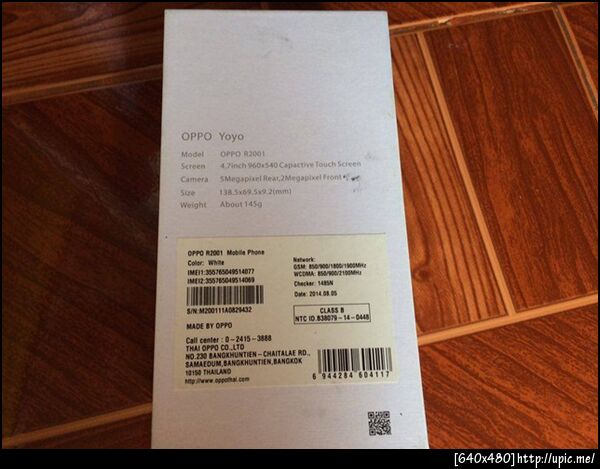 OPPO Yoyo
Model OPPO R2001
Screen 4.7inch 960x540 Capactive Touch Screen
Camera 5Megapixel Rear,2Megapixel Front
Size 138.5x69.5x9.2(mm)
Weight About 145g
OPPO R2001 Mobile Phone
Color: White
IMEI1:355765049514077
IMEI2:355765049514069
S/N:M200111A0829432
MADE BY OPPO
Call center : 0-2415-3888
THAI OPPO CO.,LTD
NO.230 BANGKHUNTIEN-CHAITALAE RD.,
SAMAEDUM,BANGKHUNTIEN,BANGKOK
10150 THAILAND
http://www.oppothai.com
Network:
GSM: 850/900/1800/1900MHz
WCDMA: 850/900/2100MHz
Checker: 1485N
Date: 2014.08.05
CLASS B
NTC ID.B38079-14-0448
6 944284 604117
[640x480]http://upic.me/